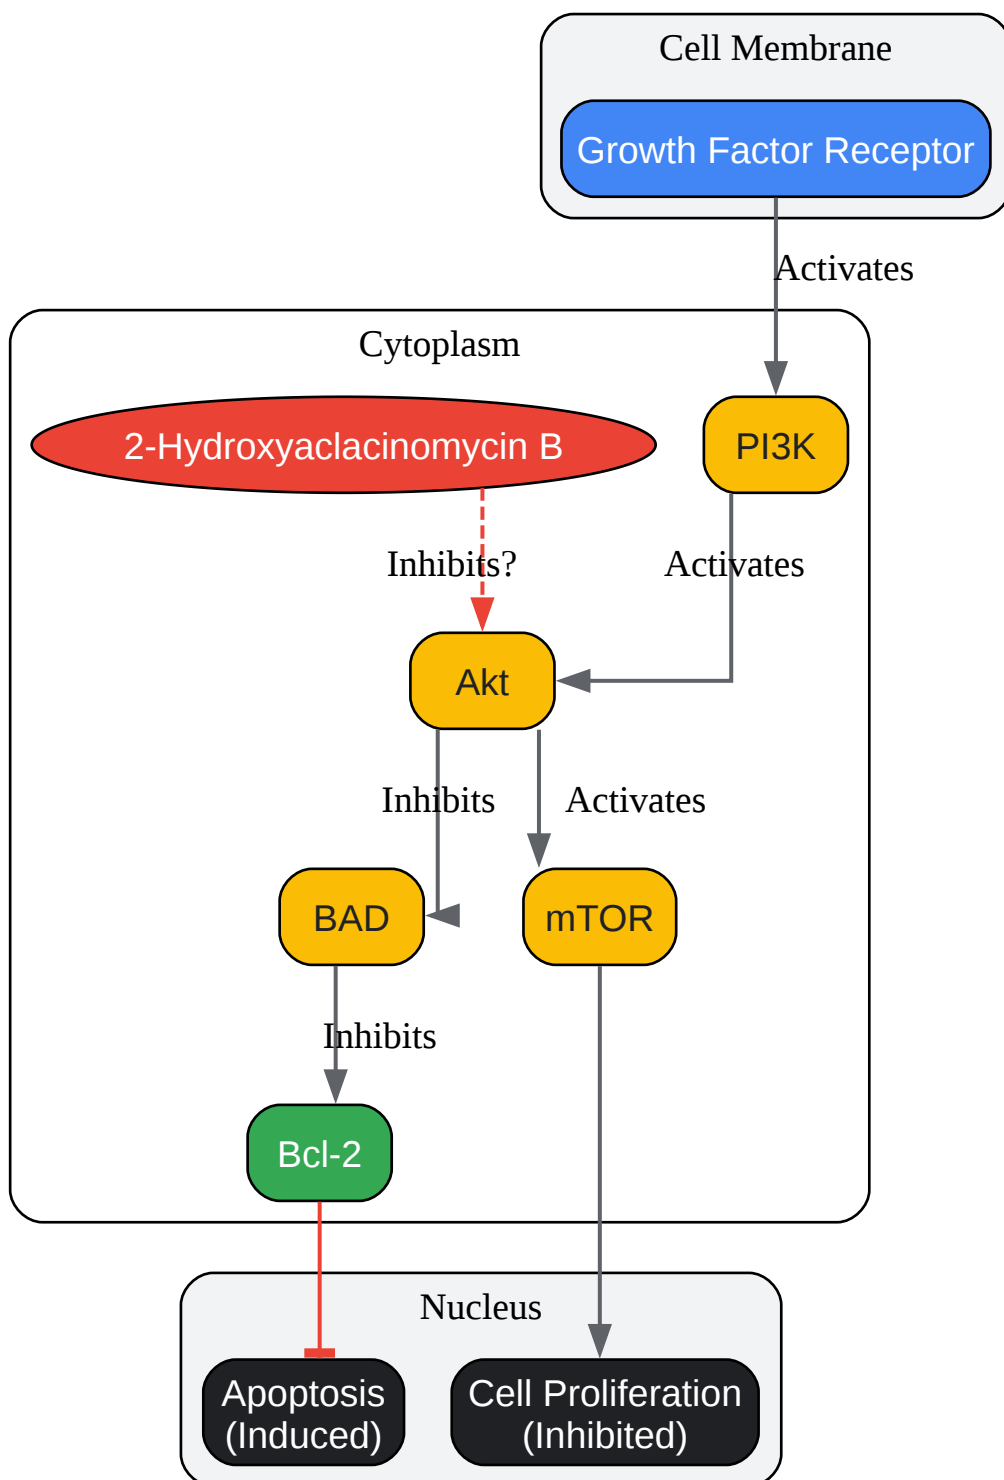 Cell Membrane
Growth Factor Receptor
Activates
Cytoplasm
2-Hydroxyaclacinomycin B
PI3K
Inhibits?
Activates
Akt
Inhibits
Activates
BAD
mTOR
Inhibits
Bcl-2
Nucleus
Apoptosis
(Induced)
Cell Proliferation
(Inhibited)